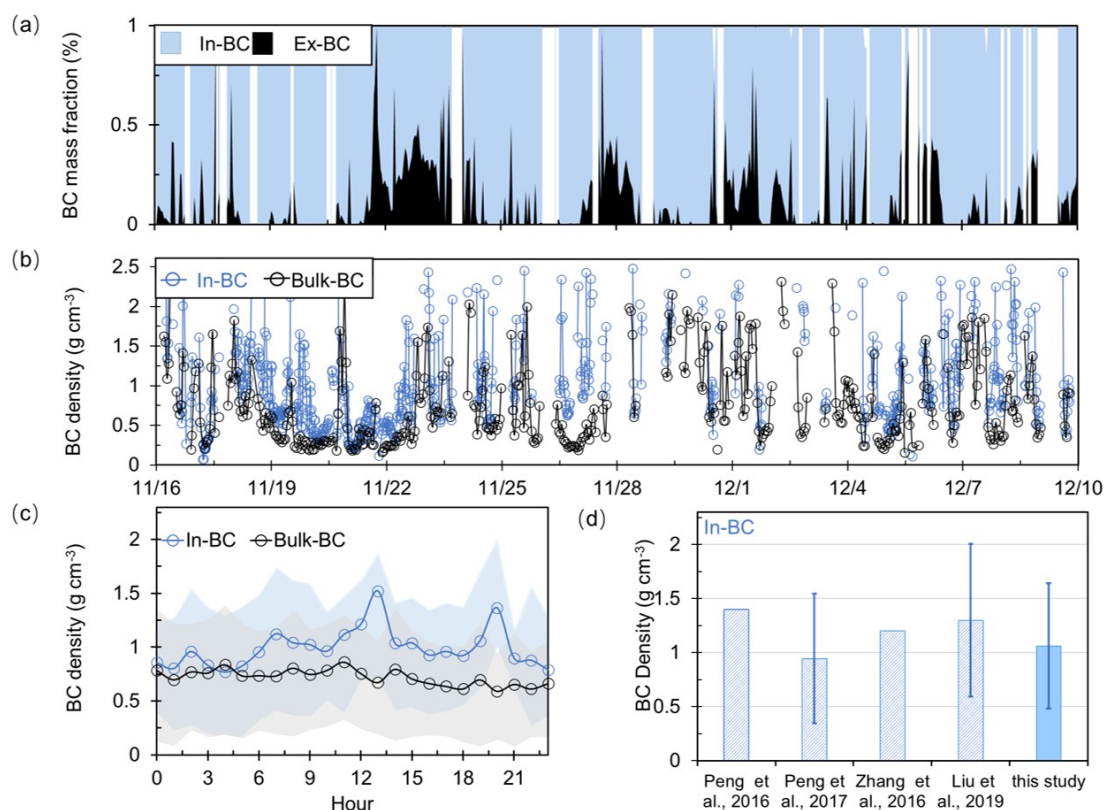 (a)
BC mass fraction (%)
In-BC Ex-BC
1
0.5
0
(b)
BC density (g cm-3)
In-BC Bulk-BC
2.5
2
1.5
1
0.5
0
11/16 11/19 11/22 11/25 11/28 12/1 12/4 12/7 12/10
(c)
BC density (g cm-3)
In-BC Bulk-BC
2
1.5
1
0.5
0
0 3 6 9 12 15 18 21
Hour
(d)
BC Density (g cm-3)
In-BC
2
1.5
1
0.5
0
Peng et Peng et Zhang et Liu et this study
al., 2016 al., 2017 al., 2016 al., 2019